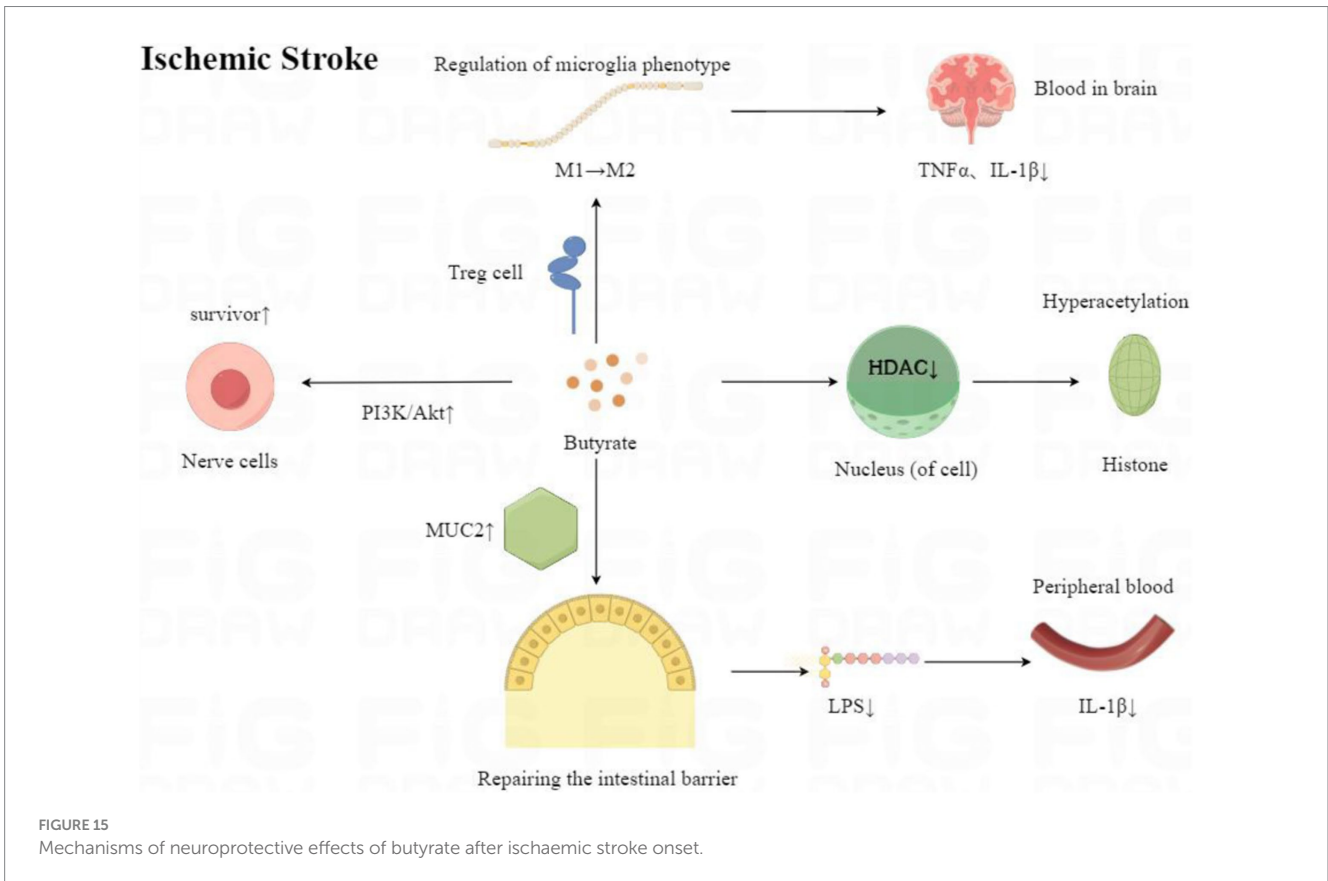 Ischemic Stroke
Regulation of microglia phenotype
Blood in brain
M1→M2
TNFα、IL-1β↓
Treg cell
survivor↑
Hyperacetylation
HDAC↓
PI3K/Akt↑
Butyrate
Nerve cells
Nucleus (of cell)
Histone
MUC2↑
Peripheral blood
LPS↓
IL-1β↓
Repairing the intestinal barrier
FIGURE 15
Mechanisms of neuroprotective effects of butyrate after ischaemic stroke onset.
FIG
DRAW